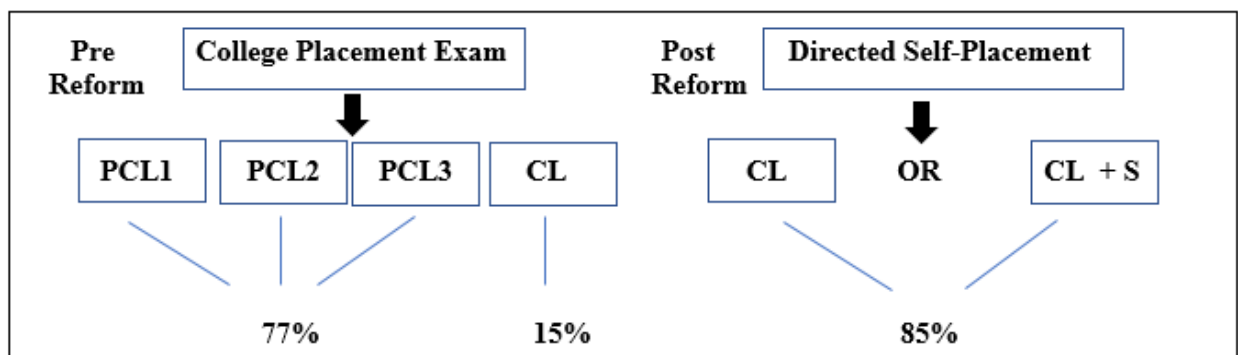 Pre
Reform
College Placement Exam
PCL1
PCL2
PCL3
CL
77%
15%
Post
Reform
Directed Self-Placement
CL
OR
CL + S
85%